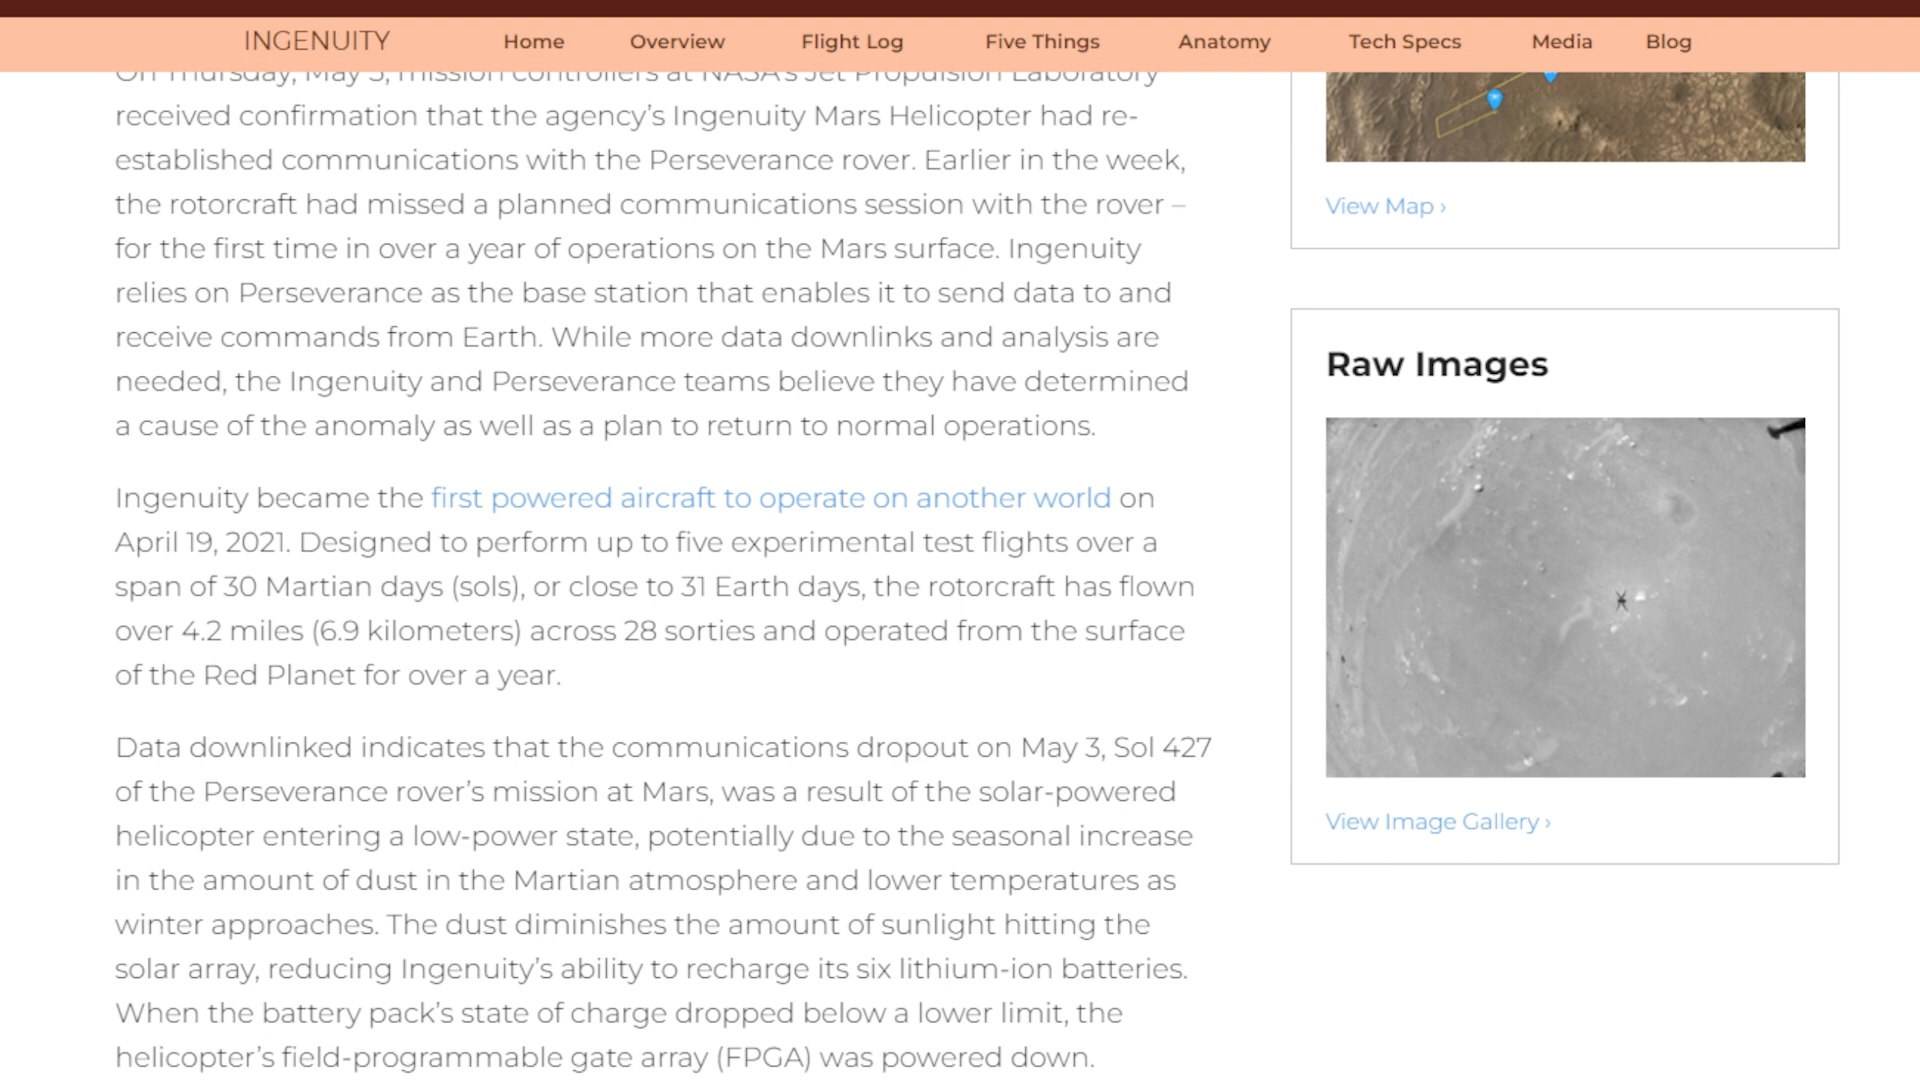 INGENUITY Home Overview Flight Log Five Things Anatomy Tech Specs Media Blog
On Thursday, May 5, mission controllers at NASA's Jet Propulsion Laboratory
received confirmation that the agency’s Ingenuity Mars Helicopter had re-
established communications with the Perseverance rover. Earlier in the week,
the rotorcraft had missed a planned communications session with the rover –
for the first time in over a year of operations on the Mars surface. Ingenuity
relies on Perseverance as the base station that enables it to send data to and
receive commands from Earth. While more data downlinks and analysis are
needed, the Ingenuity and Perseverance teams believe they have determined
a cause of the anomaly as well as a plan to return to normal operations.
Ingenuity became the first powered aircraft to operate on another world on
April 19, 2021. Designed to perform up to five experimental test flights over a
span of 30 Martian days (sols), or close to 31 Earth days, the rotorcraft has flown
over 4.2 miles (6.9 kilometers) across 28 sorties and operated from the surface
of the Red Planet for over a year.
Data downlinked indicates that the communications dropout on May 3, Sol 427
of the Perseverance rover’s mission at Mars, was a result of the solar-powered
helicopter entering a low-power state, potentially due to the seasonal increase
in the amount of dust in the Martian atmosphere and lower temperatures as
winter approaches. The dust diminishes the amount of sunlight hitting the
solar array, reducing Ingenuity’s ability to recharge its six lithium-ion batteries.
When the battery pack’s state of charge dropped below a lower limit, the
helicopter’s field-programmable gate array (FPGA) was powered down.
View Map ›
Raw Images
View Image Gallery ›